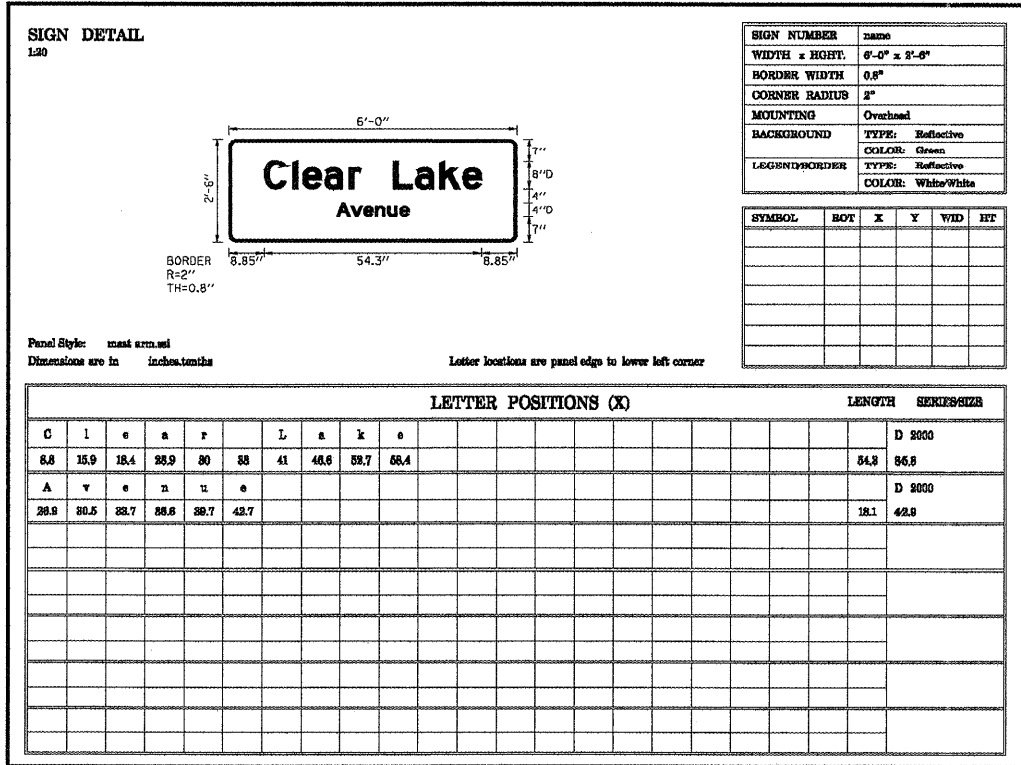 SIGN DETAIL
1:20
SIGN NUMBER name
WIDTH x HGHT. 6'-0" x 2'-6"
BORDER WIDTH 0.8"
CORNER RADIUS 2"
MOUNTING Overhead
BACKGROUND TYPE: Reflective
COLOR: Green
LEGEND/BORDER TYPE: Reflective
COLOR: White/White
6'-0"
2'-6"
Clear Lake
Avenue
7"
8"D
4"
4"D
7"
BORDER
R=2"
TH=0.8"
8.85" 54.3" 8.85"
SYMBOL ROT X Y WID HT
Panel Style: mast arm.ssi
Dimensions are in inches.tenths
Letter locations are panel edge to lower left corner
LETTER POSITIONS (X) LENGTH SERIES/SIZE
C l e a r L a k e D 2000
8.8 15.9 18.4 23.9 30 35 41 46.6 52.7 58.4 54.3
A v e n u e D 2000
26.9 30.5 33.7 36.6 39.7 42.7 18.1 42.9